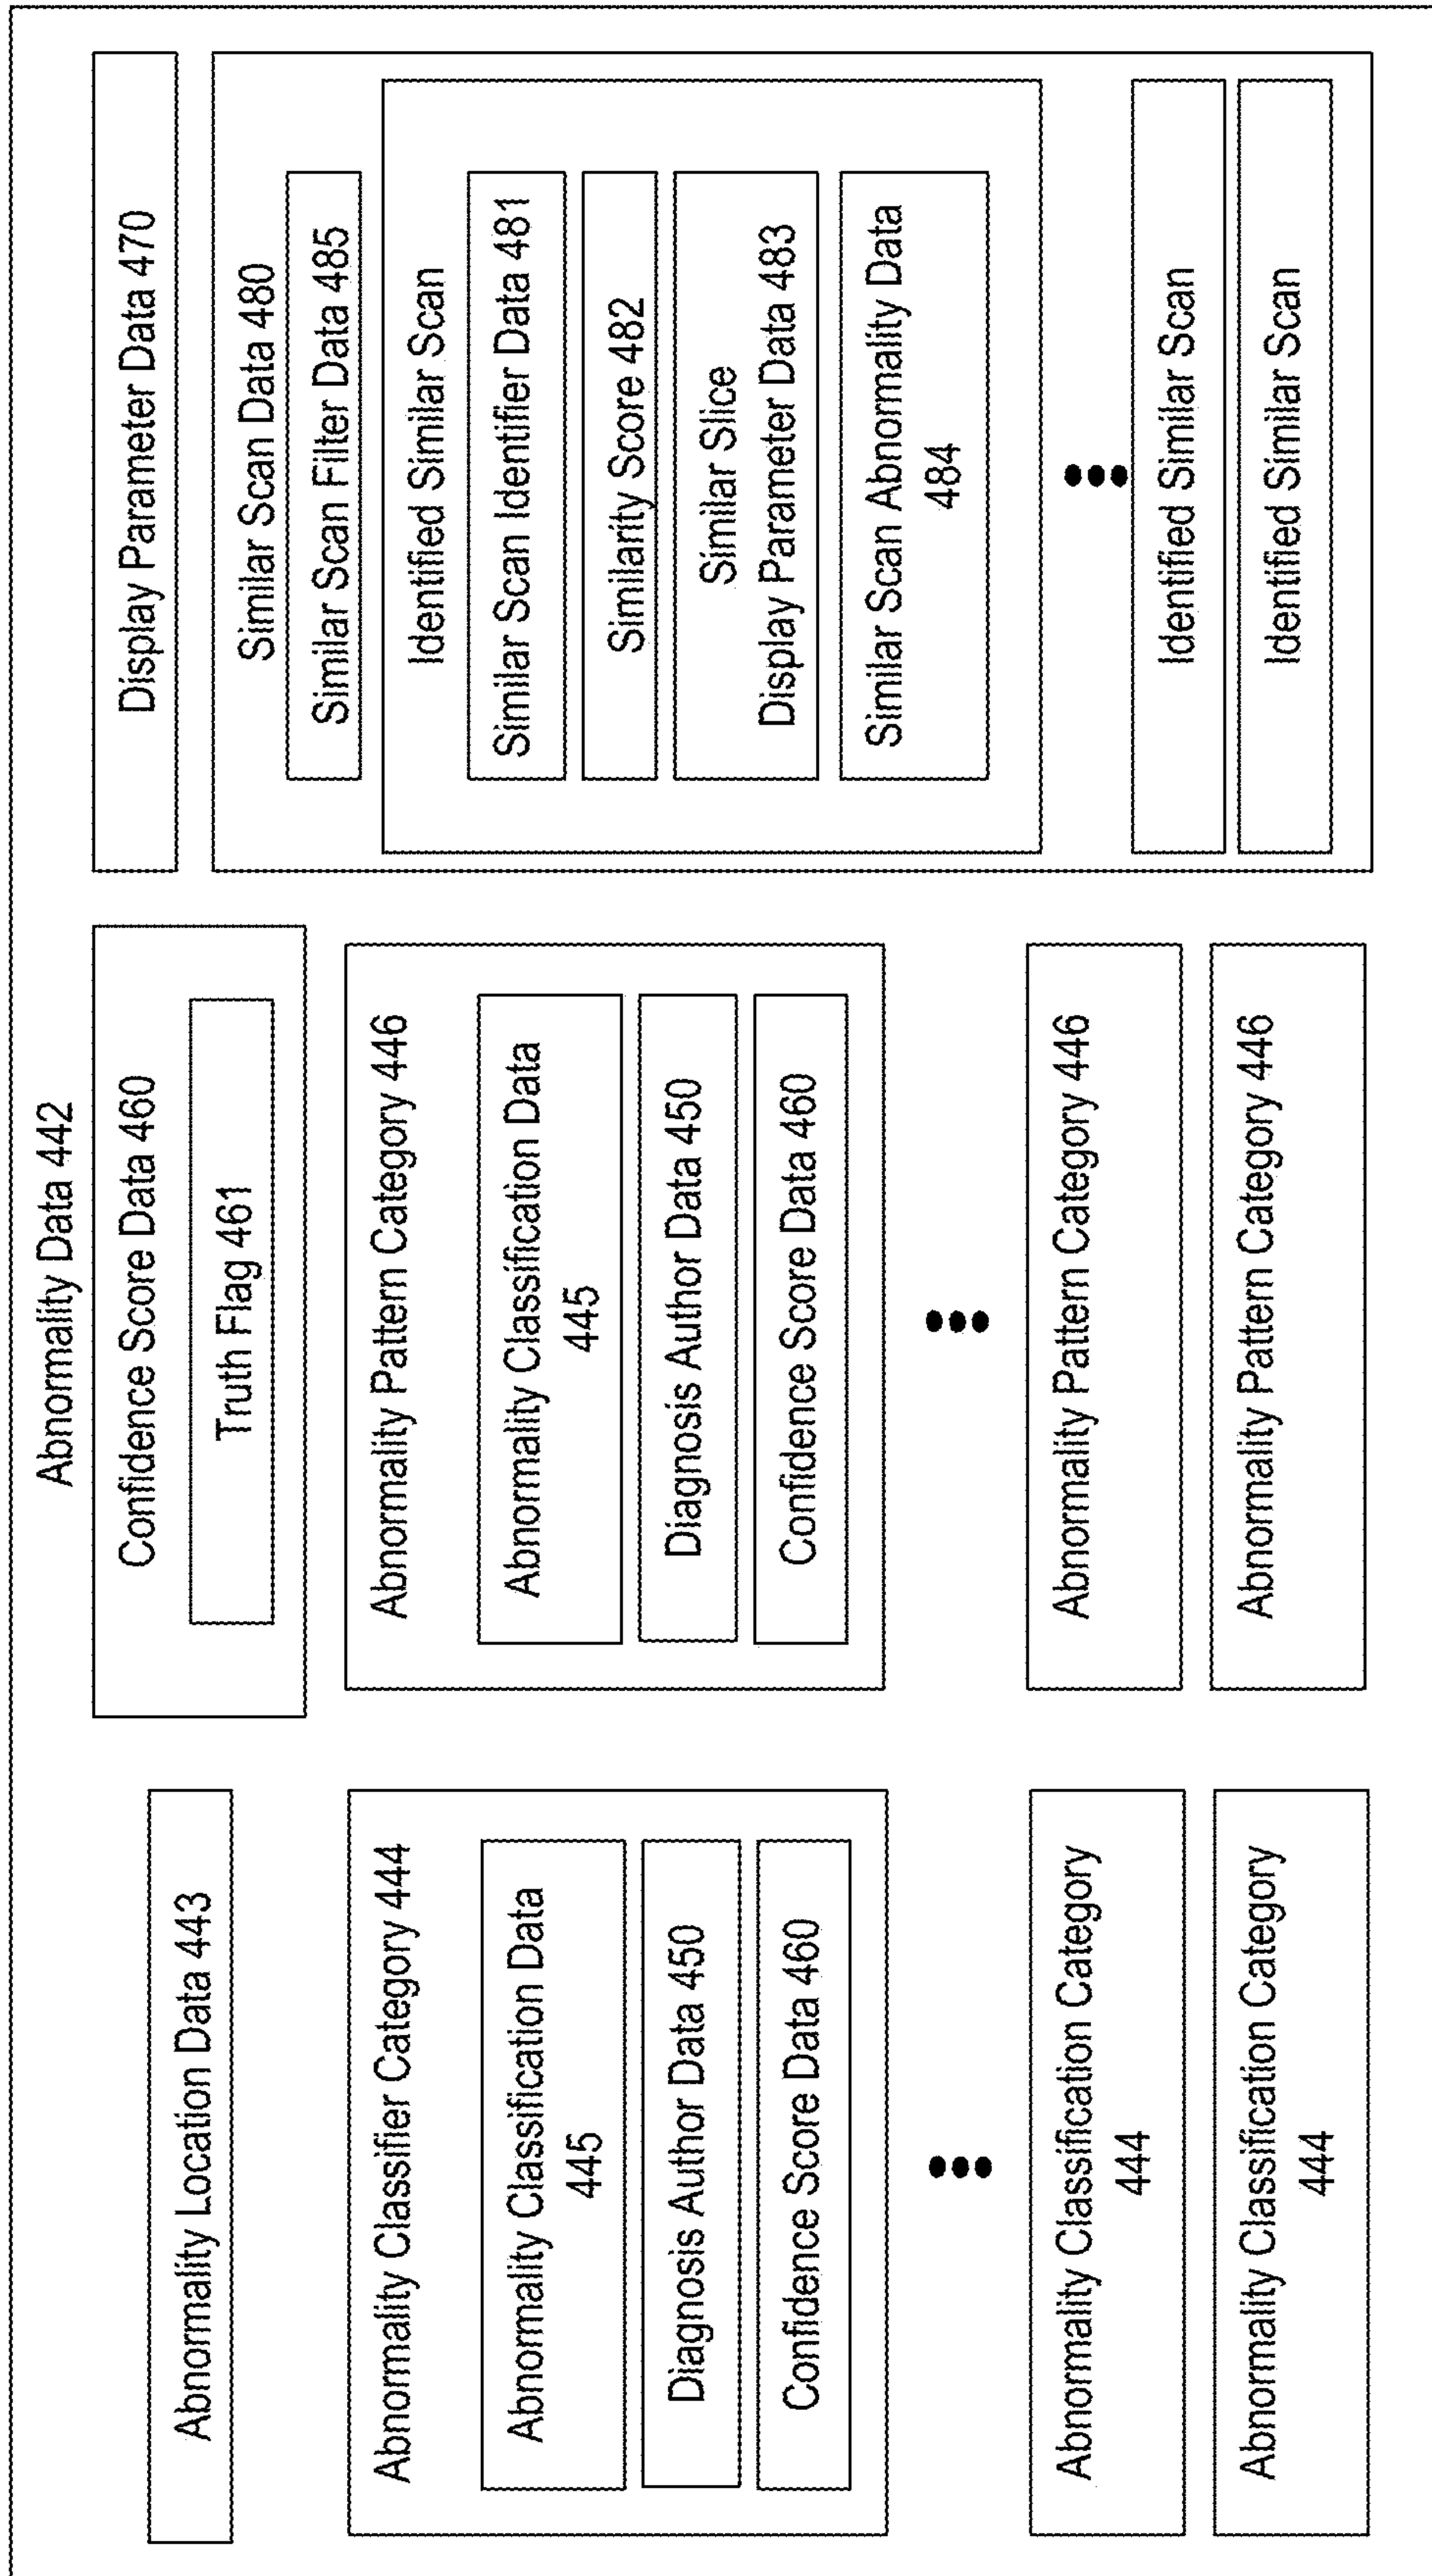 Abnormality Data 442
Abnormality Location Data 443
Abnormality Classifier Category 444
Abnormality Classification Data
445
Diagnosis Author Data 450
Confidence Score Data 460
Abnormality Classification Category
444
Abnormality Classification Category
444
Confidence Score Data 460
Truth Flag 461
Abnormality Pattern Category 446
Abnormality Classification Data
445
Diagnosis Author Data 450
Confidence Score Data 460
Abnormality Pattern Category 446
Abnormality Pattern Category 446
Display Parameter Data 470
Similar Scan Data 480
Similar Scan Filter Data 485
Identified Similar Scan
Similar Scan Identifier Data 481
Similarity Score 482
Similar Slice
Display Parameter Data 483
Similar Scan Abnormality Data
484
Identified Similar Scan
Identified Similar Scan